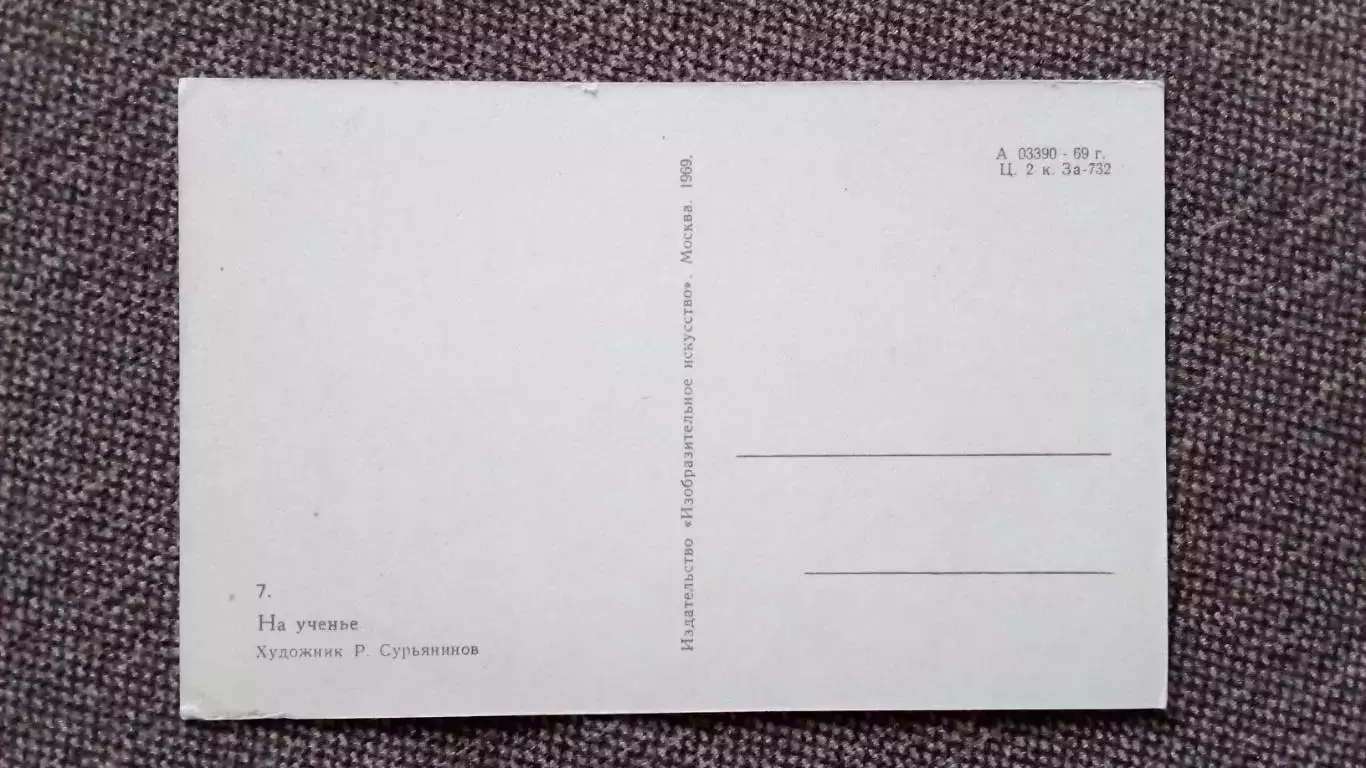 А 03390 - 69 г.
Ц. 2 к. За-732
Издательство «Изобразительное искусство». Москва. 1969.
7.
На ученье
Художник Р. Сурьянинов